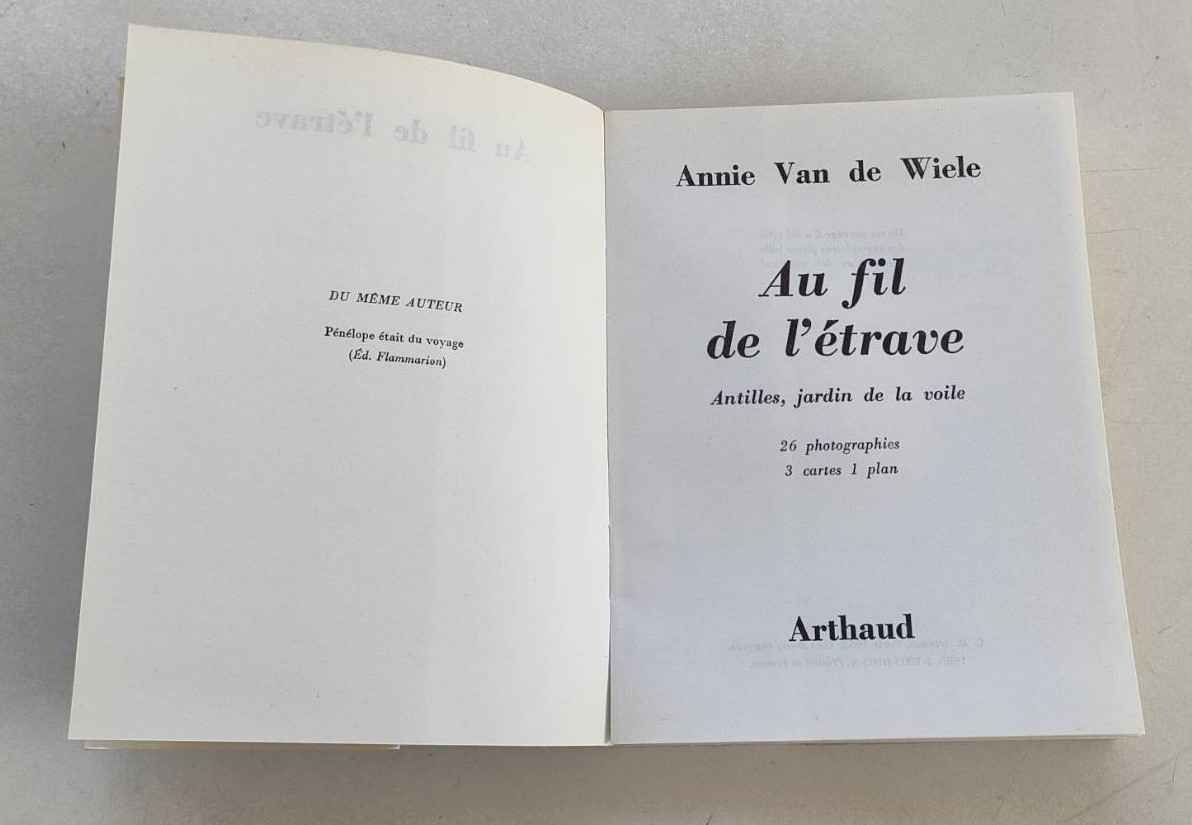 DU MÊME AUTEUR
Pénélope était du voyage
(Éd. Flammarion)
Annie Van de Wiele
Au fil
de l'étrave
Antilles, jardin de la voile
26 photographies
3 cartes 1 plan
Arthaud